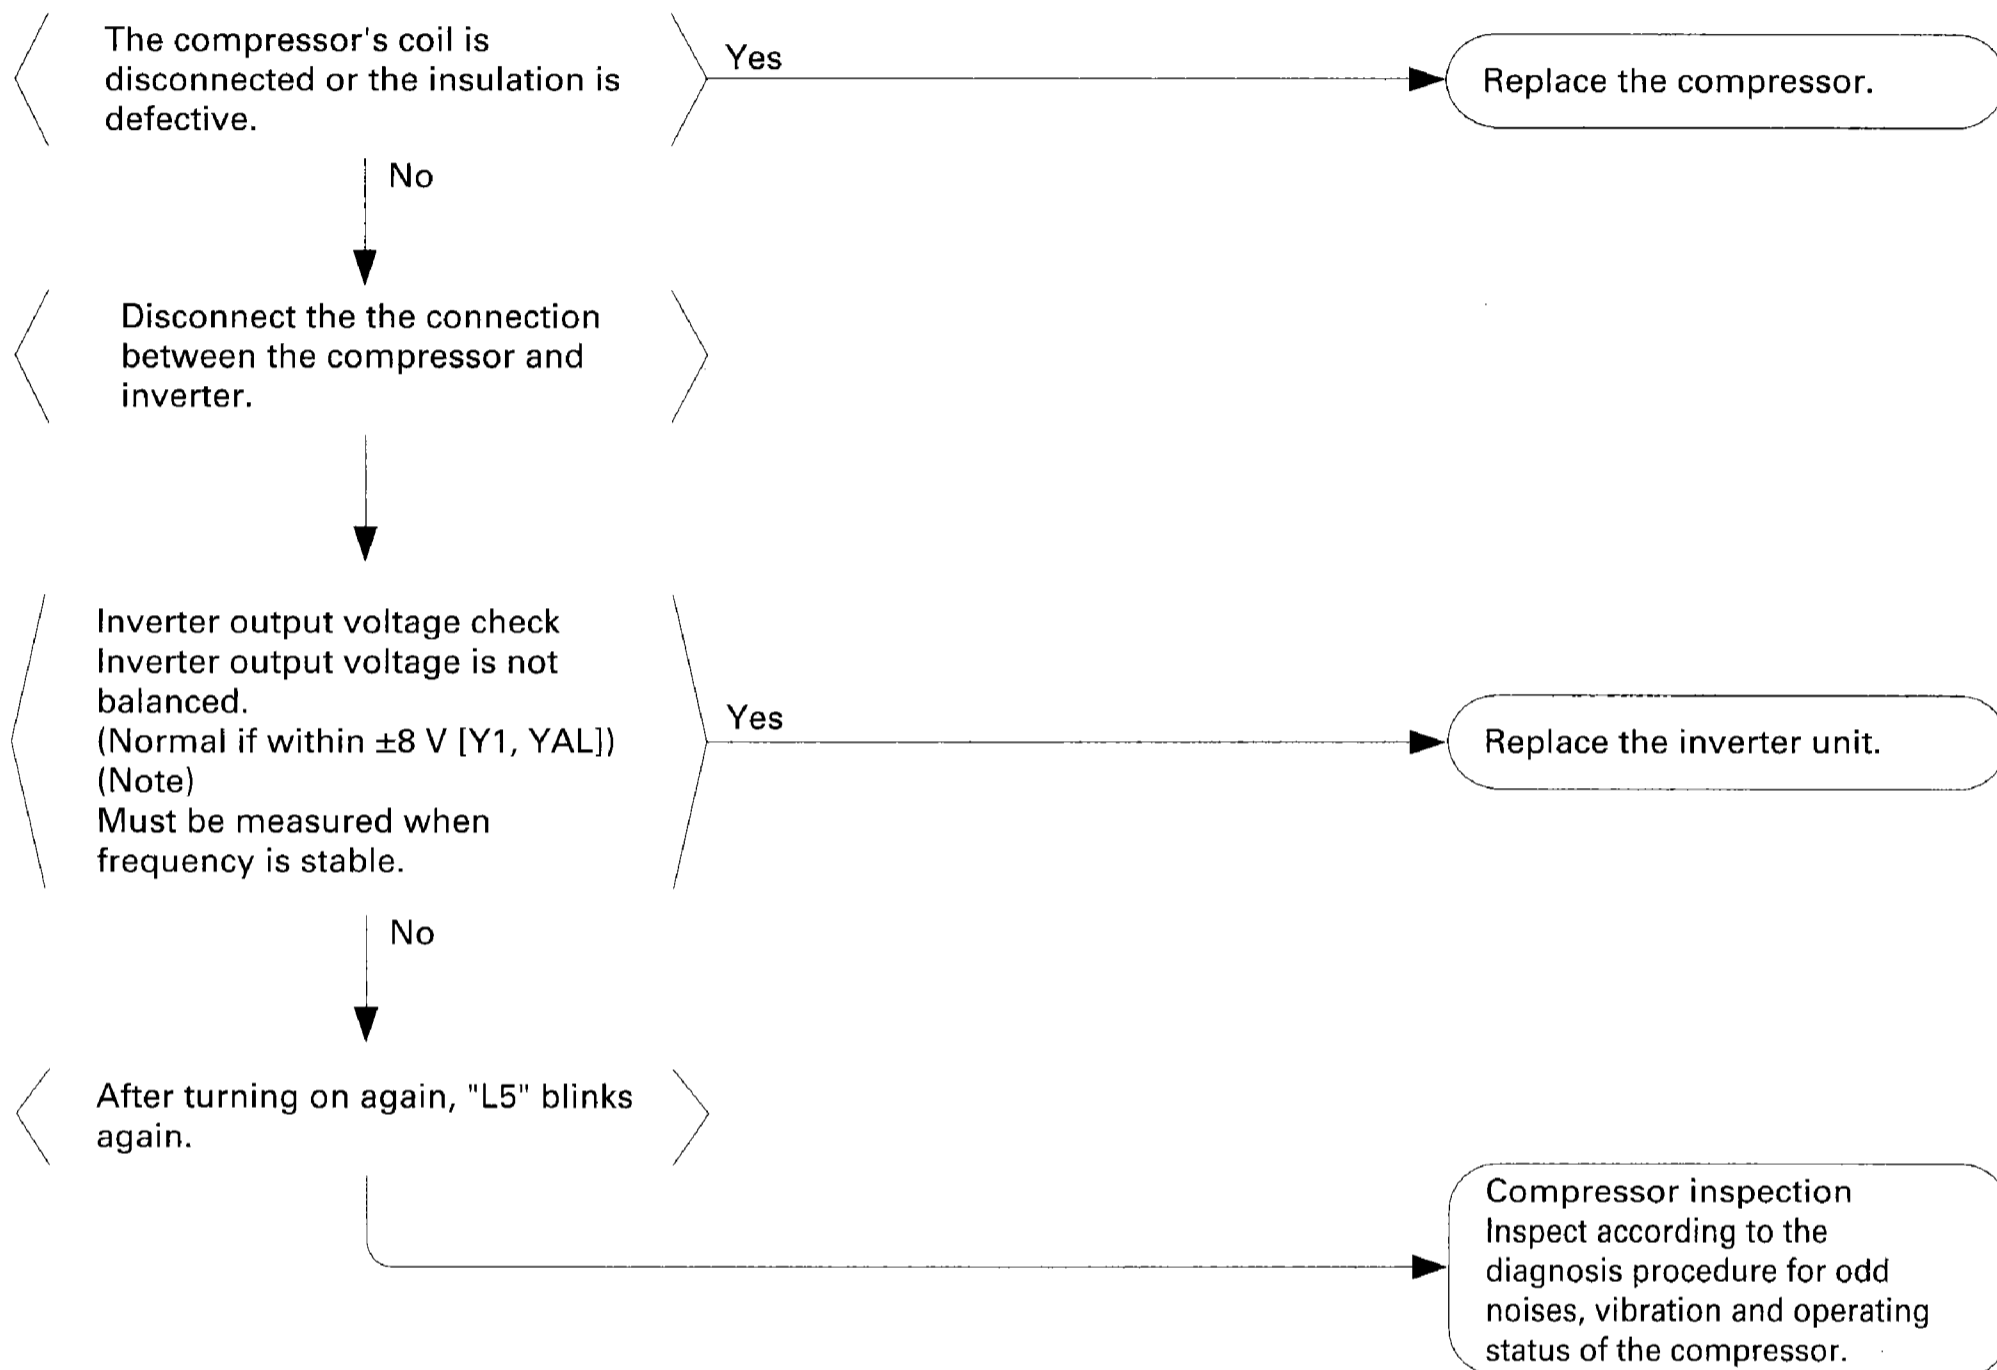 The compressor's coil is
disconnected or the insulation is
defective.
Yes
Replace the compressor.
No
Disconnect the the connection
between the compressor and
inverter.
Inverter output voltage check
Inverter output voltage is not
balanced.
(Normal if within ±8 V [Y1, YAL])
(Note)
Must be measured when
frequency is stable.
Yes
Replace the inverter unit.
No
After turning on again, "L5" blinks
again.
Compressor inspection
Inspect according to the
diagnosis procedure for odd
noises, vibration and operating
status of the compressor.